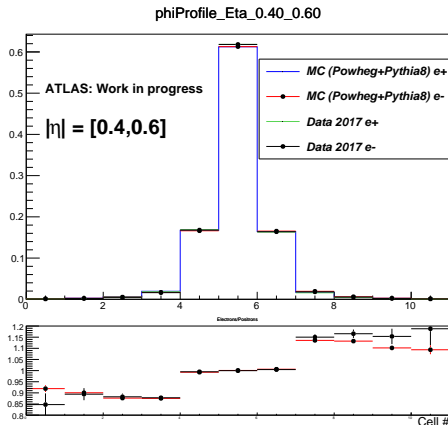 phiProfile_Eta_0.40_0.60
0.6
0.5
0.4
0.3
0.2
0.1
0
ATLAS: Work in progress
|η| = [0.4,0.6]
MC (Powheg+Pythia8) e+
MC (Powheg+Pythia8) e-
Data 2017 e+
Data 2017 e-
0 2 4 6 8 10
Electrons/Positrons
1.2
1.15
1.1
1.05
1
0.95
0.9
0.85
0.8
Cell #